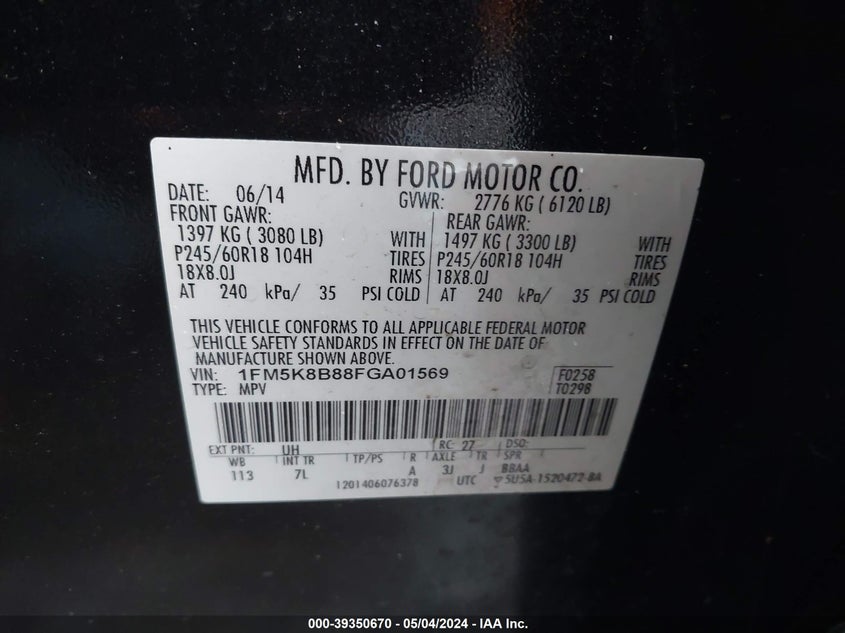 MFD. BY FORD MOTOR CO.
DATE: 06/14 GVWR: 2776 KG ( 6120 LB)
FRONT GAWR: REAR GAWR:
1397 KG ( 3080 LB) WITH 1497 KG ( 3300 LB) WITH
P245/60R18 104H TIRES P245/60R18 104H TIRES
18X8.0J RIMS 18X8.0J RIMS
AT 240 kPa/ 35 PSI COLD AT 240 kPa/ 35 PSI COLD
THIS VEHICLE CONFORMS TO ALL APPLICABLE FEDERAL MOTOR
VEHICLE SAFETY STANDARDS IN EFFECT ON THE DATE OF
MANUFACTURE SHOWN ABOVE.
VIN: 1FM5K8B88FGA01569 F0258
TYPE: MPV T0298
EXT PNT: UH RC: 27 DSO:
WB INT TR TP/PS R AXLE TR SPR
113 7L A 3J J BBAA
1201406076378 UTC 5U5A-1520472-BA
000-39350670 - 05/04/2024 - IAA Inc.